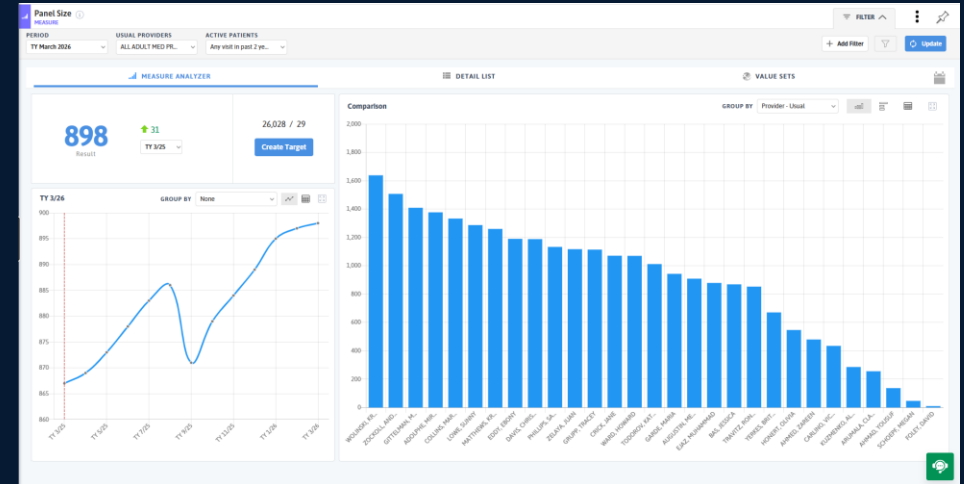 Panel Size
MEASURE
FILTER
PERIOD
USUAL PROVIDERS
ACTIVE PATIENTS
TY March 2026
ALL ADULT MED PR...
Any visit in past 2 ye...
+ Add Filter
Update
MEASURE ANALYZER
DETAIL LIST
VALUE SETS
898
Result
31
TY 3/25
26,028 / 29
Create Target
TY 3/26
GROUP BY
None
900
895
890
885
880
875
870
865
860
TY 3/25
TY 5/25
TY 7/25
TY 9/25
TY 11/25
TY 1/26
TY 3/26
Comparison
GROUP BY
Provider - Usual
2,000
1,800
1,600
1,400
1,200
1,000
800
600
400
200
0
WOLINSKI, KR...
ZOCKOLL, AND...
GITTELMAN, M...
ADOLPHE, MIR...
COLLINS, MAR...
LOWE, SUNNY
MATTHEWS, KR...
EDDY, EBONY
DAVIS, CHRIS...
PHILLIPS, SA...
ZELAYA, JUAN
GRUPP, TRACEY
CRICK, JANE
WARD, HOWARD
TODOROV, KAT...
GARDE, MARIA
AUGUSTIN, ME...
EJAZ, MUHAMMAD
BAS, JESSICA
TRAVITZ, RON...
YERKES, BRIT...
HONERT, OLIVIA
AHMED, ZAREEN
CARLING, VIC...
KUZMENKO, AL...
ARUMALA, CLA...
AHMAD, YOUSUF
SCHOEPF, MEGAN
FOLEY, DAVID